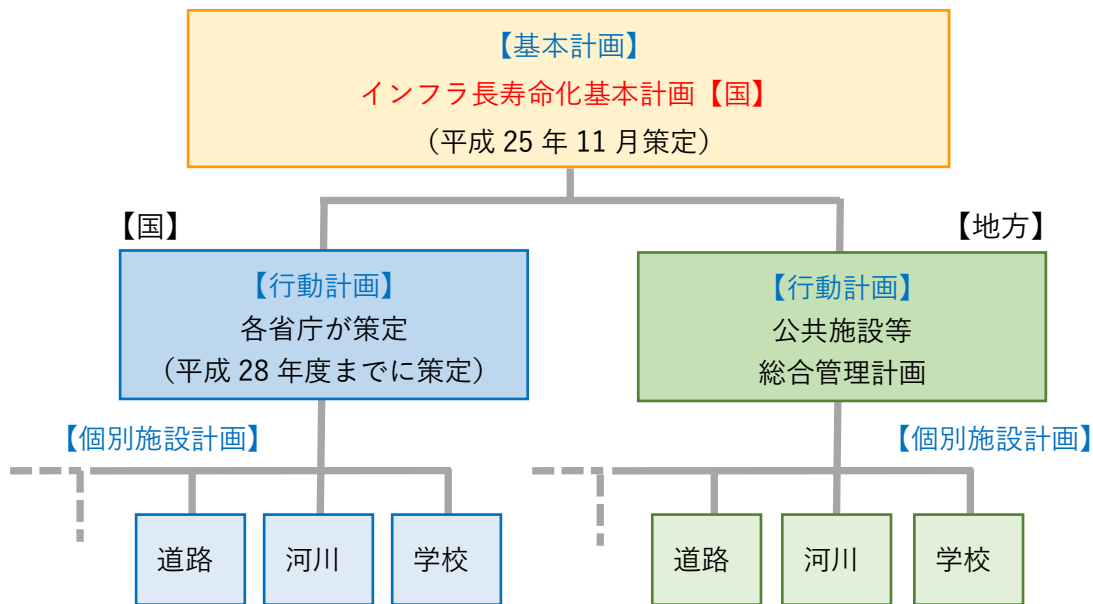 【基本計画】
インフラ長寿命化基本計画【国】
（平成 25 年 11 月策定）
【国】
【地方】
【行動計画】
各省庁が策定
（平成 28 年度までに策定）
【行動計画】
公共施設等
総合管理計画
【個別施設計画】
【個別施設計画】
道路
河川
学校
道路
河川
学校